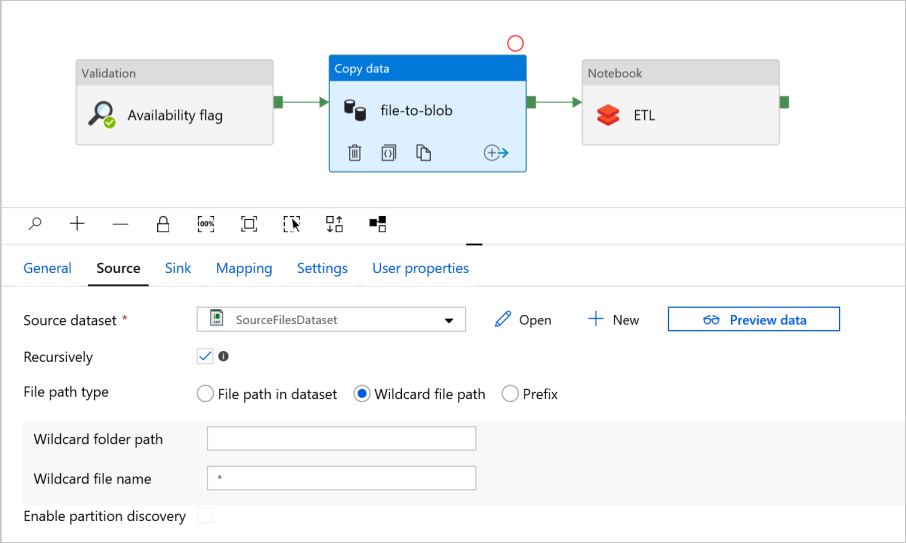 Validation
Availability flag
Copy data
file-to-blob
Notebook
ETL
100%
General Source Sink Mapping Settings User properties
Source dataset * SourceFilesDataset Open New Preview data
Recursively
File path type File path in dataset Wildcard file path Prefix
Wildcard folder path
Wildcard file name *
Enable partition discovery